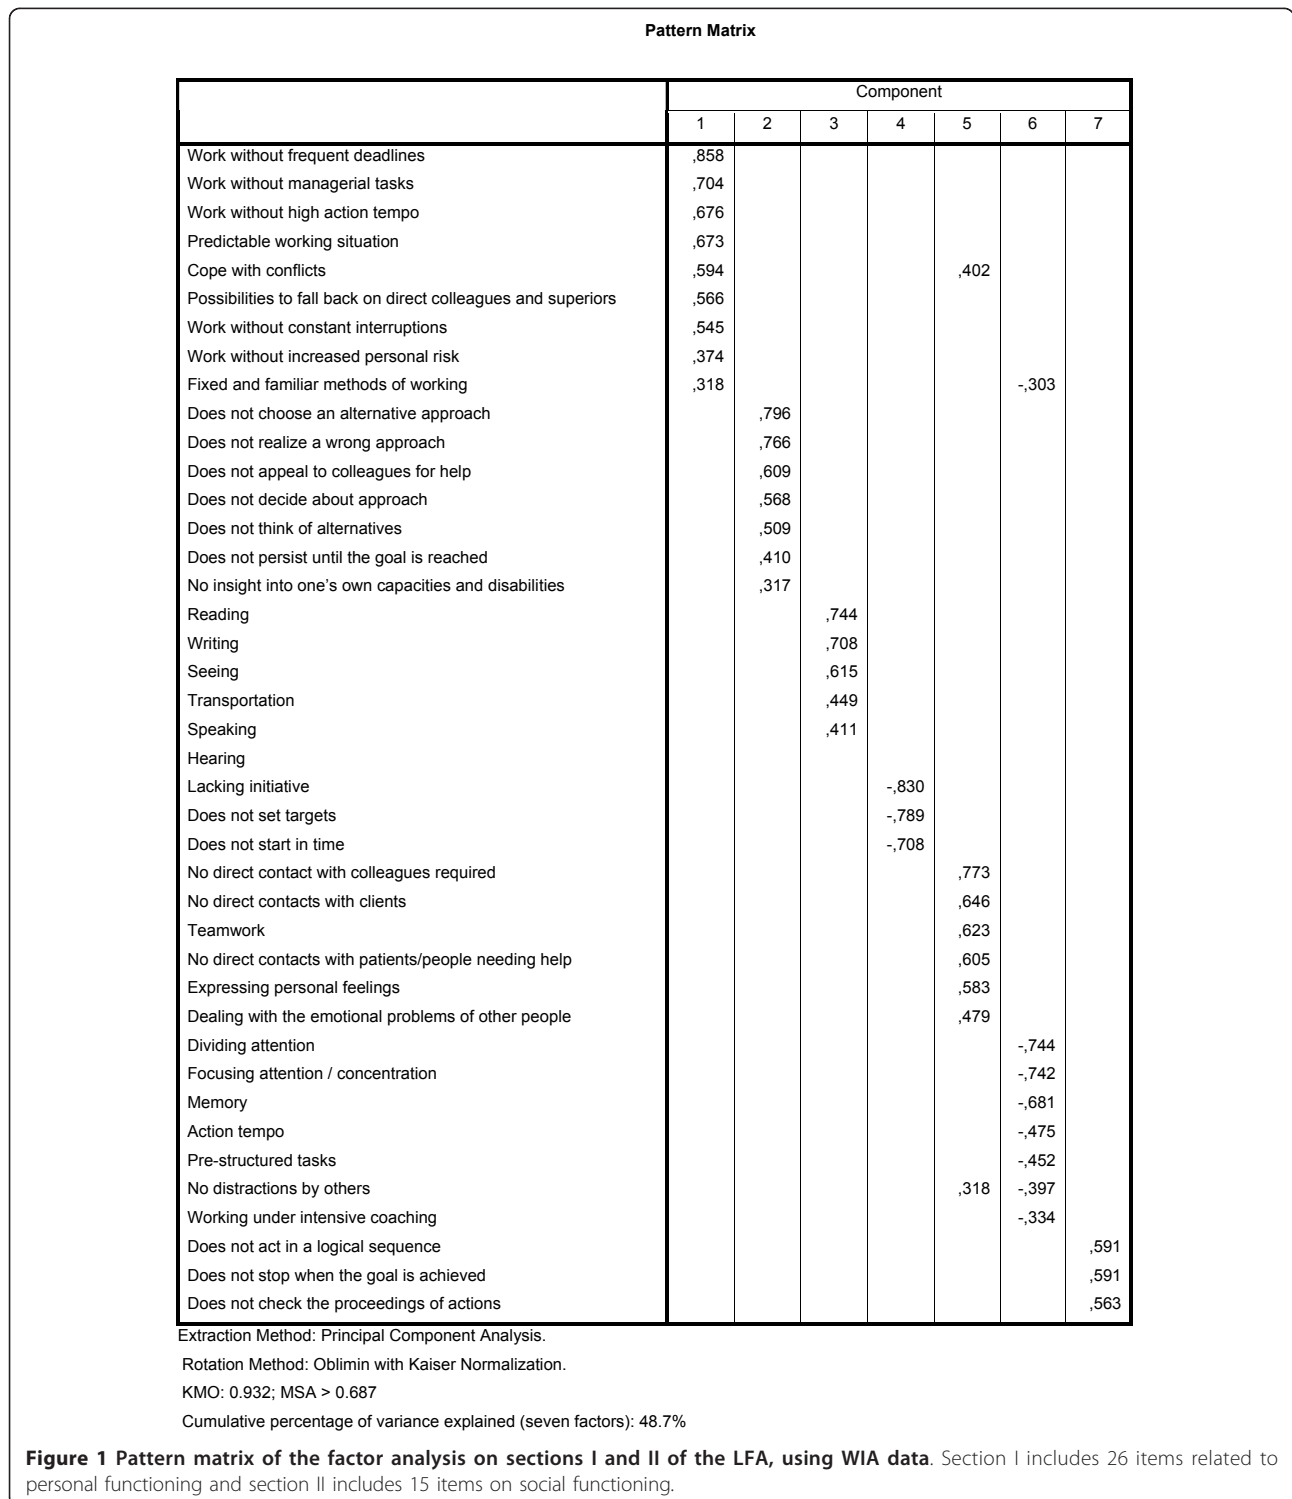 Pattern Matrix
Component
1 2 3 4 5 6 7
Work without frequent deadlines ,858
Work without managerial tasks ,704
Work without high action tempo ,676
Predictable working situation ,673
Cope with conflicts ,594 ,402
Possibilities to fall back on direct colleagues and superiors ,566
Work without constant interruptions ,545
Work without increased personal risk ,374
Fixed and familiar methods of working ,318 -,303
Does not choose an alternative approach ,796
Does not realize a wrong approach ,766
Does not appeal to colleagues for help ,609
Does not decide about approach ,568
Does not think of alternatives ,509
Does not persist until the goal is reached ,410
No insight into one's own capacities and disabilities ,317
Reading ,744
Writing ,708
Seeing ,615
Transportation ,449
Speaking ,411
Hearing
Lacking initiative -,830
Does not set targets -,789
Does not start in time -,708
No direct contact with colleagues required ,773
No direct contacts with clients ,646
Teamwork ,623
No direct contacts with patients/people needing help ,605
Expressing personal feelings ,583
Dealing with the emotional problems of other people ,479
Dividing attention -,744
Focusing attention / concentration -,742
Memory -,681
Action tempo -,475
Pre-structured tasks -,452
No distractions by others ,318 -,397
Working under intensive coaching -,334
Does not act in a logical sequence ,591
Does not stop when the goal is achieved ,591
Does not check the proceedings of actions ,563
Extraction Method: Principal Component Analysis.
Rotation Method: Oblimin with Kaiser Normalization.
KMO: 0.932; MSA > 0.687
Cumulative percentage of variance explained (seven factors): 48.7%
Figure 1 Pattern matrix of the factor analysis on sections I and II of the LFA, using WIA data. Section I includes 26 items related to
personal functioning and section II includes 15 items on social functioning.